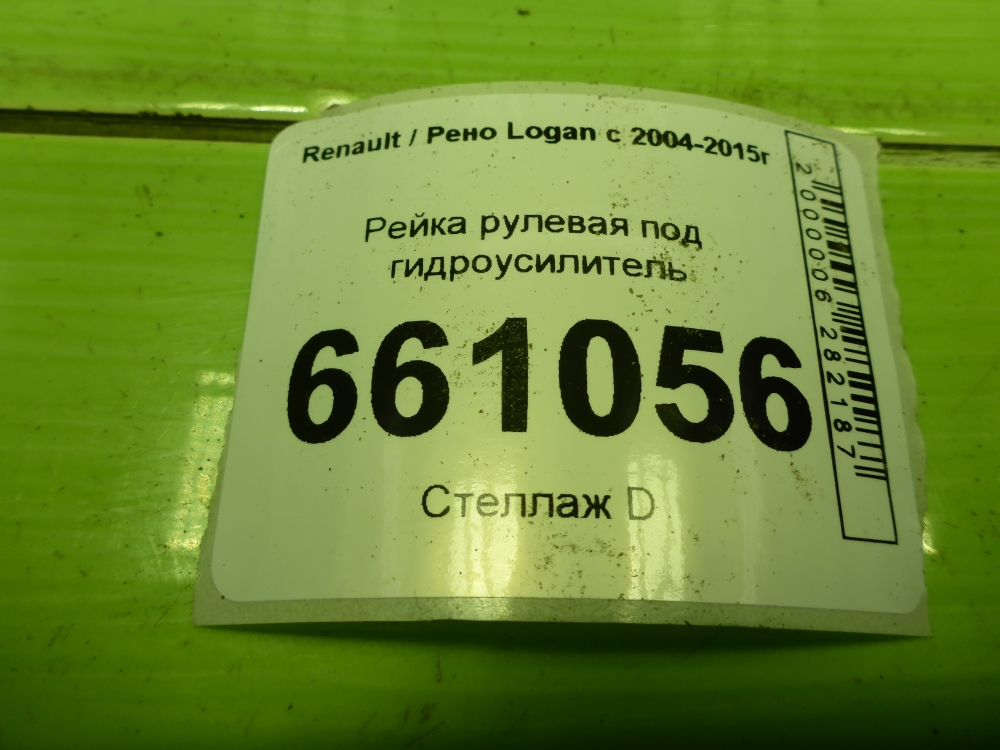 Renault / Рено Logan с 2004-2015г
Рейка рулевая под
гидроусилитель
661056
Стеллаж D
2000006282187